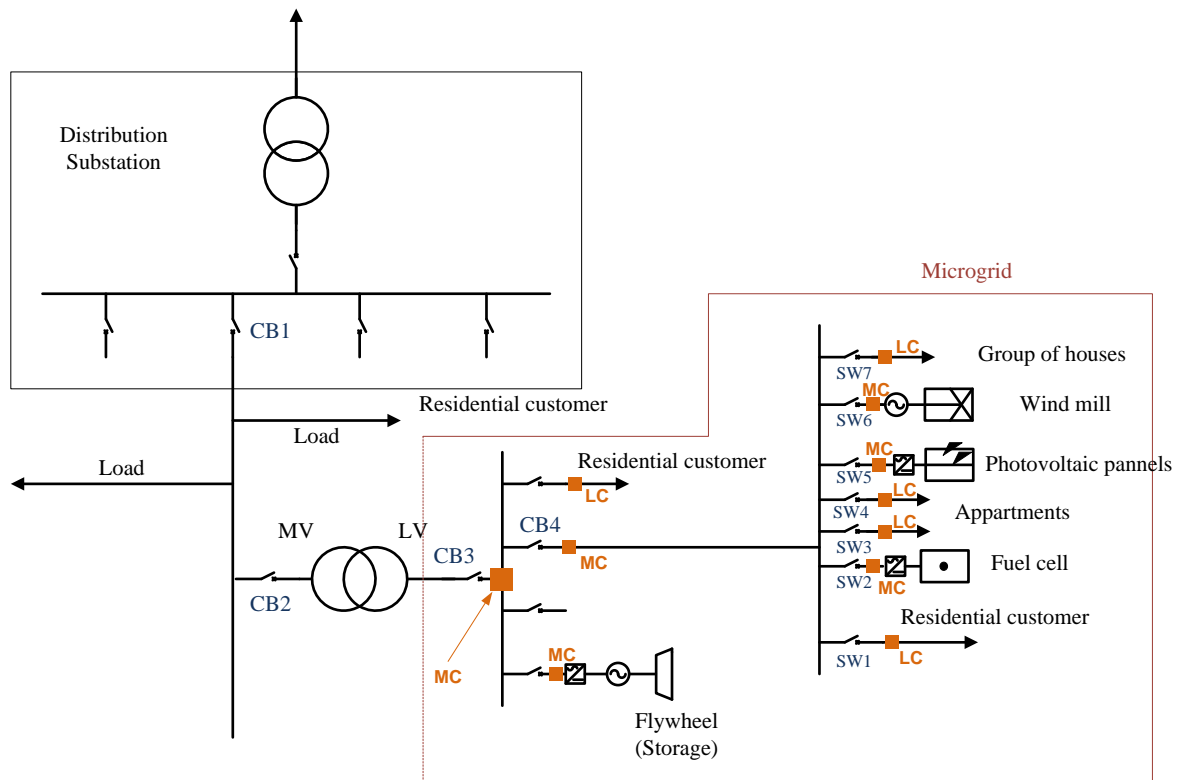 Distribution
Substation
CB1
Microgrid
LC
Group of houses
SW7
MC
Wind mill
SW6
Residential customer
Load
MC
Photovoltaic pannels
SW5
Residential customer
Load
LC
LC
SW4
Appartments
CB4
LC
SW3
MV
LV
CB3
MC
Fuel cell
SW2
MC
CB2
Residential customer
SW1
LC
MC
MC
Flywheel
(Storage)